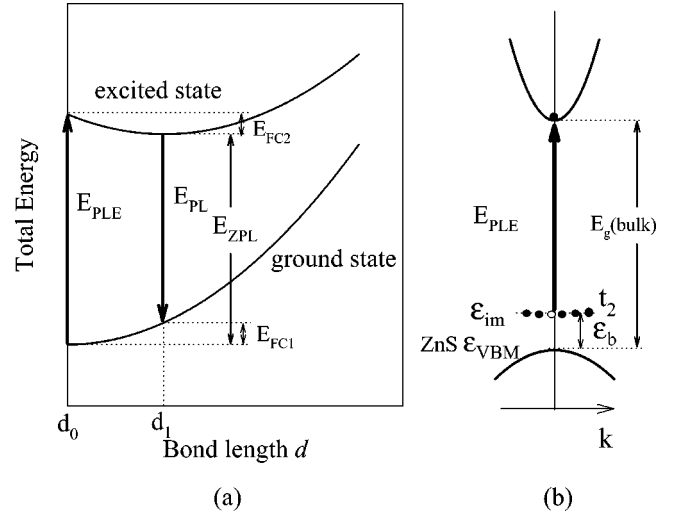 excited state
E_FC2
E_PLE
E_PL
E_ZPL
ground state
E_FC1
Total Energy
d_0
d_1
Bond length d
(a)
E_PLE
E_g(bulk)
ε_im
t_2
ε_b
ZnS ε_VBM
k
(b)